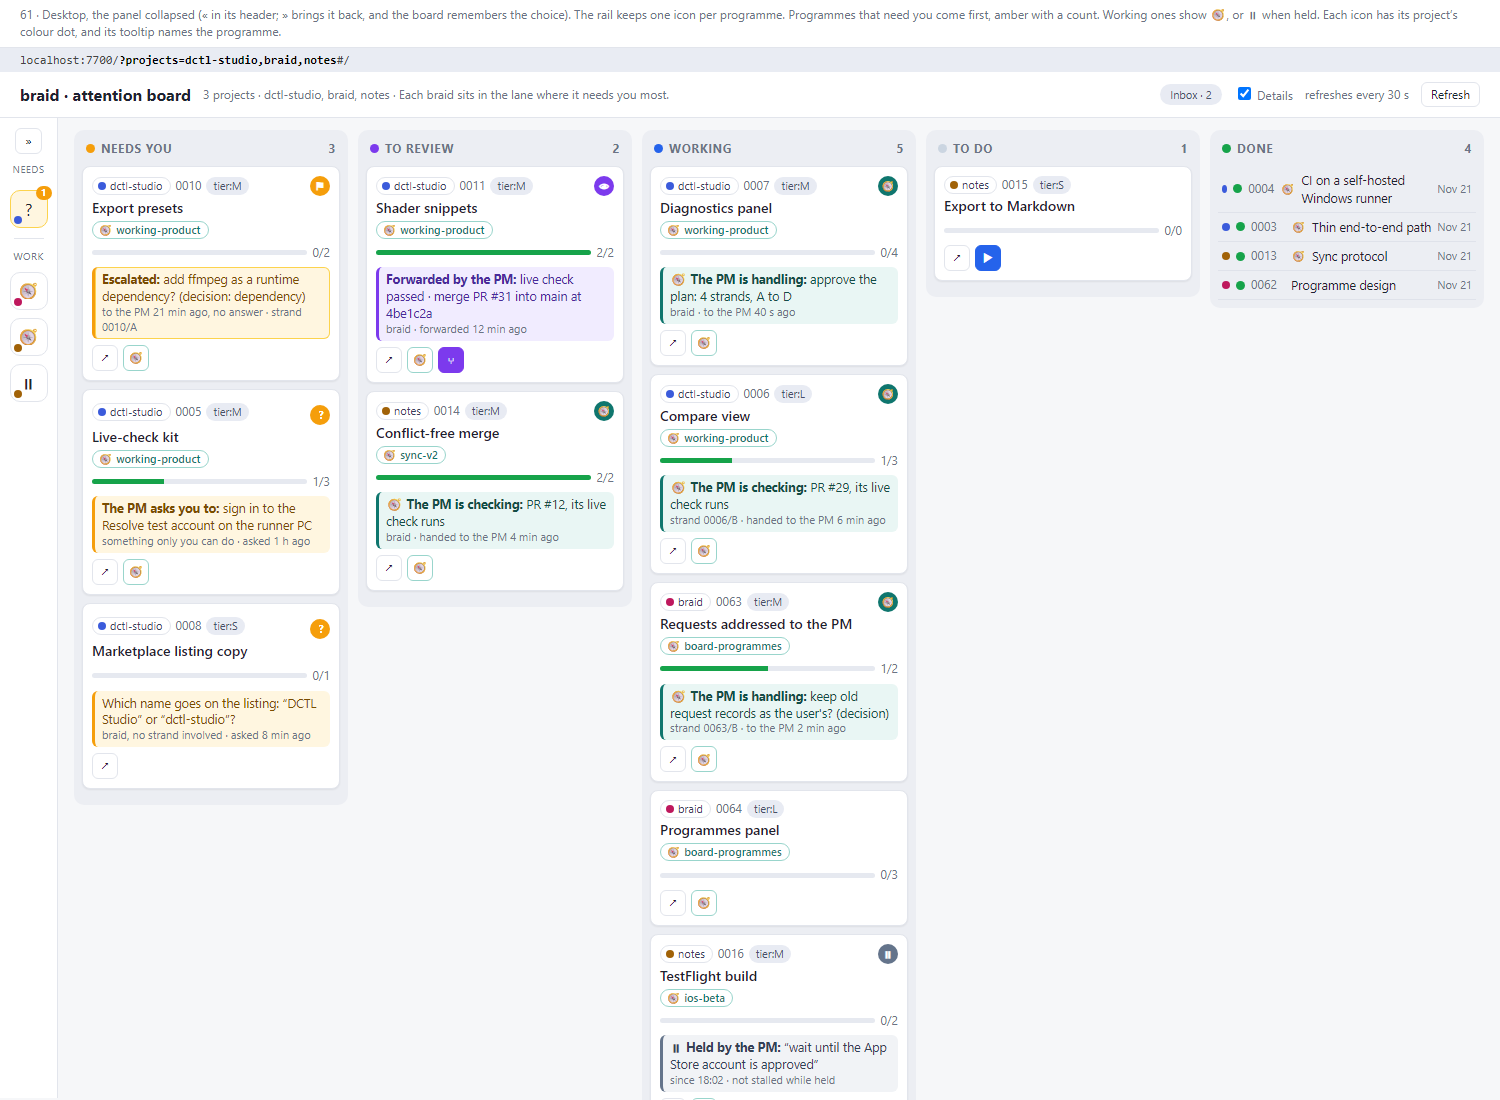 61 · Desktop, the panel collapsed (« in its header; » brings it back, and the board remembers the choice). The rail keeps one icon per programme. Programmes that need you come first, amber with a count. Working ones show 🧭, or ⏸ when held. Each icon has its project's
colour dot, and its tooltip names the programme.
localhost:7700/?projects=dctl-studio,braid,notes#/
braid · attention board
3 projects · dctl-studio, braid, notes · Each braid sits in the lane where it needs you most.
Inbox · 2
Details
refreshes every 30 s
Refresh
»
NEEDS
1
?
WORK
NEEDS YOU 3
dctl-studio 0010 tier:M
Export presets
working-product
0/2
Escalated: add ffmpeg as a runtime
dependency? (decision: dependency)
to the PM 21 min ago, no answer · strand
0010/A
dctl-studio 0005 tier:M ?
Live-check kit
working-product
1/3
The PM asks you to: sign in to the
Resolve test account on the runner PC
something only you can do · asked 1 h ago
dctl-studio 0008 tier:S ?
Marketplace listing copy
0/1
Which name goes on the listing: “DCTL
Studio” or “dctl-studio”?
braid, no strand involved · asked 8 min ago
TO REVIEW 2
dctl-studio 0011 tier:M
Shader snippets
working-product
2/2
Forwarded by the PM: live check
passed · merge PR #31 into main at
4be1c2a
braid · forwarded 12 min ago
notes 0014 tier:M
Conflict-free merge
sync-v2
2/2
The PM is checking: PR #12, its live
check runs
braid · handed to the PM 4 min ago
WORKING 5
dctl-studio 0007 tier:M
Diagnostics panel
working-product
0/4
The PM is handling: approve the
plan: 4 strands, A to D
braid · to the PM 40 s ago
dctl-studio 0006 tier:L
Compare view
working-product
1/3
The PM is checking: PR #29, its live
check runs
strand 0006/B · handed to the PM 6 min ago
braid 0063 tier:M
Requests addressed to the PM
board-programmes
1/2
The PM is handling: keep old
request records as the user's? (decision)
strand 0063/B · to the PM 2 min ago
braid 0064 tier:L
Programmes panel
board-programmes
0/3
notes 0016 tier:M
TestFlight build
ios-beta
0/2
Held by the PM: “wait until the App
Store account is approved”
since 18:02 · not stalled while held
TO DO 1
notes 0015 tier:S
Export to Markdown
0/0
DONE 4
0004 CI on a self-hosted
Windows runner Nov 21
0003 Thin end-to-end path Nov 21
0013 Sync protocol Nov 21
0062 Programme design Nov 21